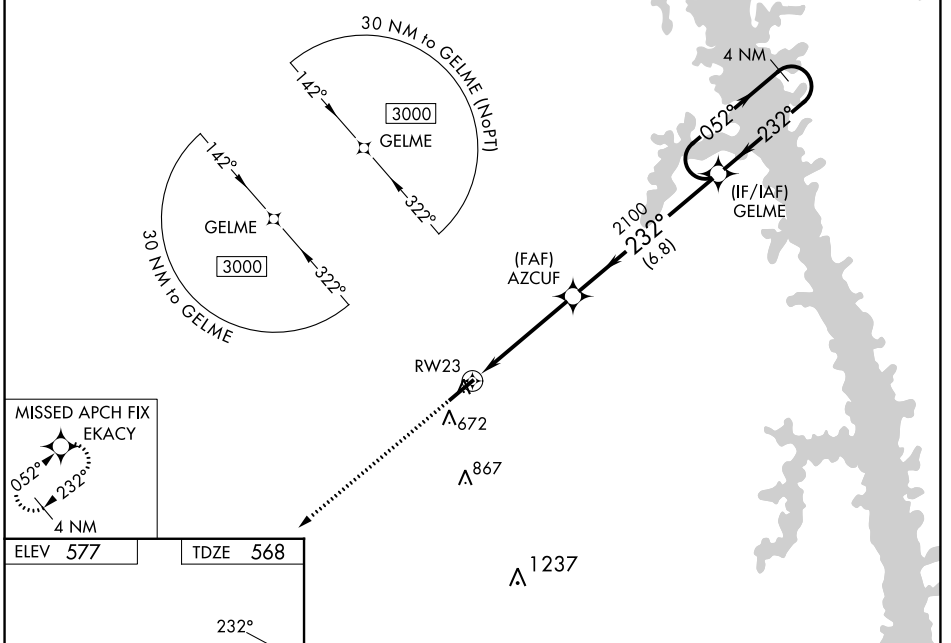 30 NM to GELME (NoPT)
142°
3000
GELME
322°
142°
GELME
3000
322°
30 NM to GELME
4 NM
052°
232°
(IF/IAF)
GELME
2100
232°
(6.8)
(FAF)
AZCUF
RW23
672
867
1237
MISSED APCH FIX
EKACY
052°
232°
4 NM
ELEV 577
TDZE 568
232°